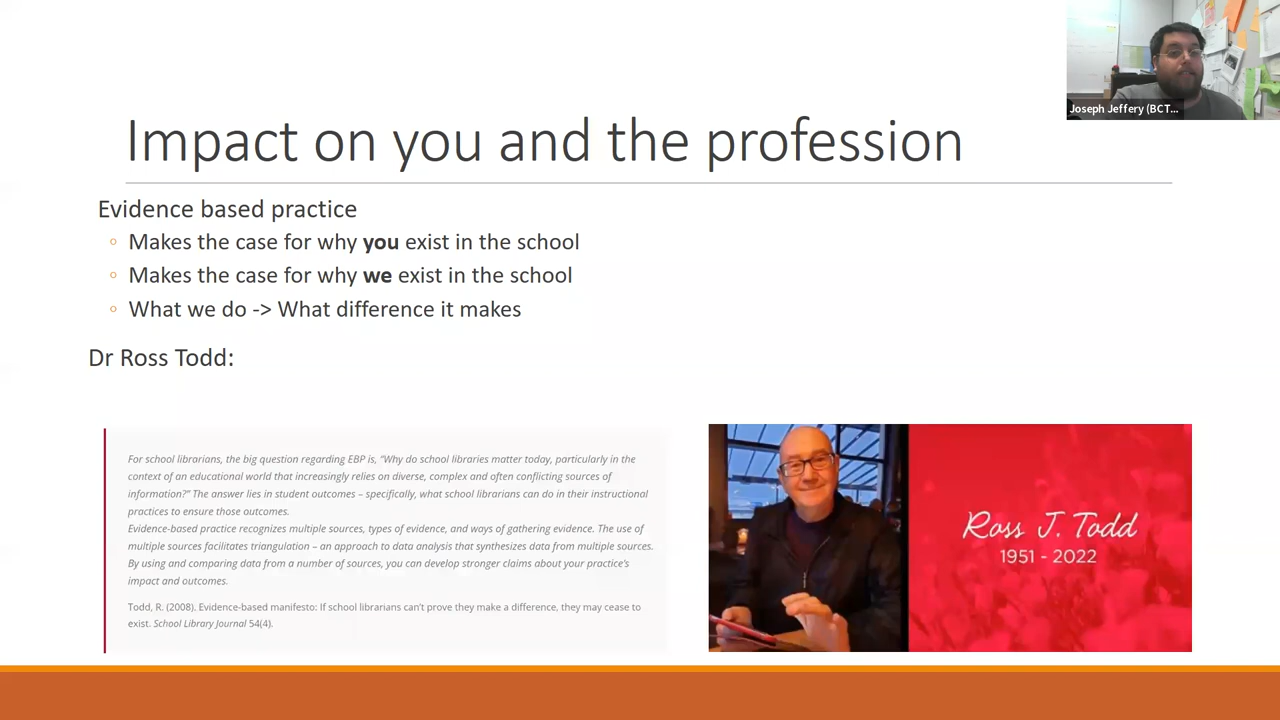 Joseph Jeffery (BCT...
Impact on you and the profession
Evidence based practice
◦ Makes the case for why you exist in the school
◦ Makes the case for why we exist in the school
◦ What we do -> What difference it makes
Dr Ross Todd:
For school librarians, the big question regarding EBP is, “Why do school libraries matter today, particularly in the
context of an educational world that increasingly relies on diverse, complex and often conflicting sources of
information?” The answer lies in student outcomes – specifically, what school librarians can do in their instructional
practices to ensure those outcomes.
Evidence-based practice recognizes multiple sources, types of evidence, and ways of gathering evidence. The use of
multiple sources facilitates triangulation – an approach to data analysis that synthesizes data from multiple sources.
By using and comparing data from a number of sources, you can develop stronger claims about your practice’s
impact and outcomes.
Todd, R. (2008). Evidence-based manifesto: If school librarians can’t prove they make a difference, they may cease to
exist. School Library Journal 54(4).
Ross J. Todd
1951 - 2022